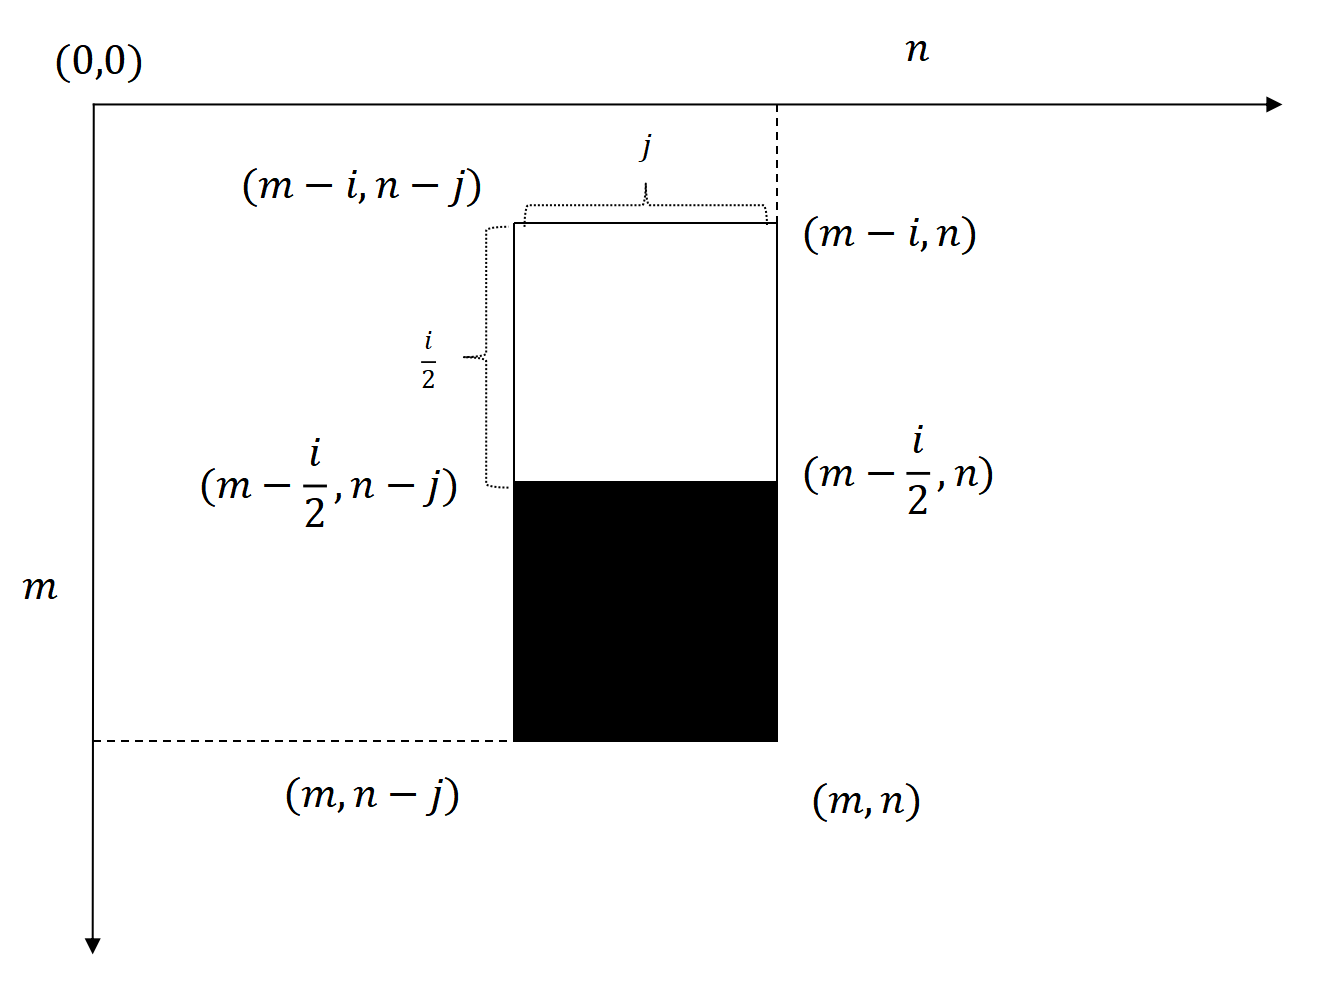 (0,0)
n
j
(m − i, n − j)
(m − i, n)
i/2
(m − i/2, n − j)
(m − i/2, n)
m
(m, n − j)
(m, n)